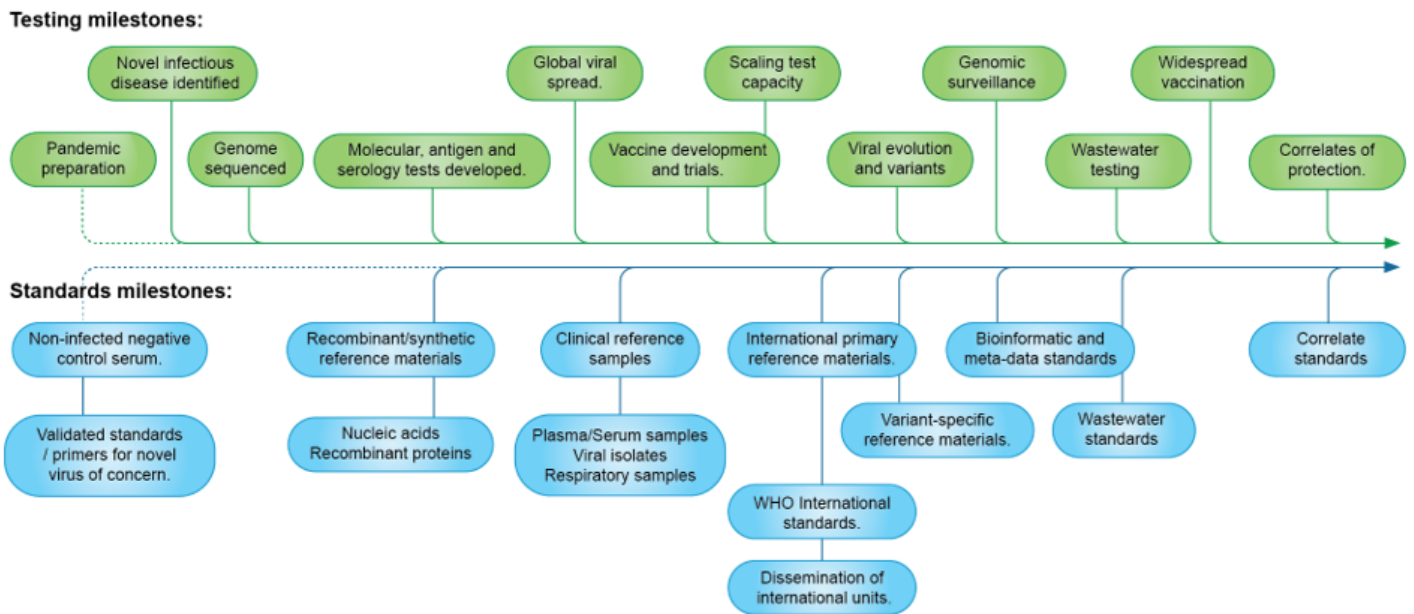 Testing milestones:
Novel infectious
disease identified
Global viral
spread.
Scaling test
capacity
Genomic
surveillance
Widespread
vaccination
Pandemic
preparation
Genome
sequenced
Molecular, antigen and
serology tests developed.
Vaccine development
and trials.
Viral evolution
and variants
Wastewater
testing
Correlates of
protection.
Standards milestones:
Non-infected negative
control serum.
Recombinant/synthetic
reference materials
Clinical reference
samples
International primary
reference materials.
Bioinformatic and
meta-data standards
Correlate
standards
Validated standards
/ primers for novel
virus of concern.
Nucleic acids
Recombinant proteins
Plasma/Serum samples
Viral isolates
Respiratory samples
Variant-specific
reference materials.
Wastewater
standards
WHO International
standards.
Dissemination of
international units.